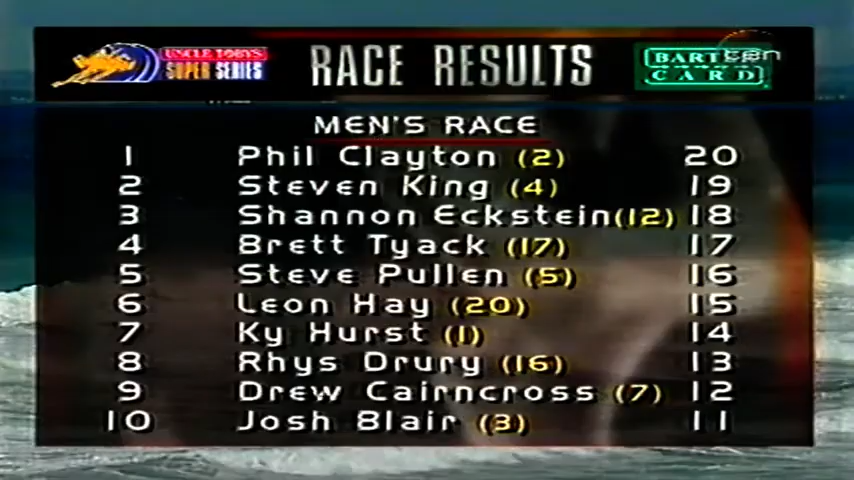 UNCLE TOBYS
SUPER SERIES
RACE RESULTS
CARD
MEN'S RACE
1 Phil Clayton (2) 20
2 Steven King (4) 19
3 Shannon Eckstein (12) 18
4 Brett Tyack (17) 17
5 Steve Pullen (5) 16
6 Leon Hay (20) 15
7 Ky Hurst (1) 14
8 Rhys Drury (16) 13
9 Drew Cairncross (7) 12
10 Josh Blair (3) 11